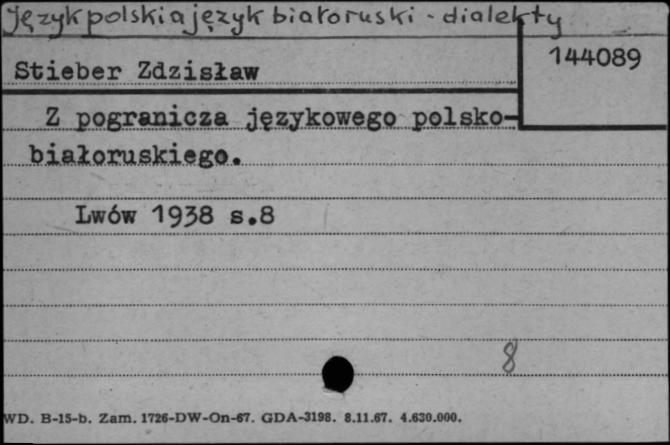 Język polski a język białoruski - dialekty
144089
Stieber Zdzisław
Z pogranicza językowego polsko-
białoruskiego.
Lwów 1938 s.8
8
WD. B-15-b. Zam. 1726-DW-On-67. GDA-3198. 8.11.67. 4.630.000.